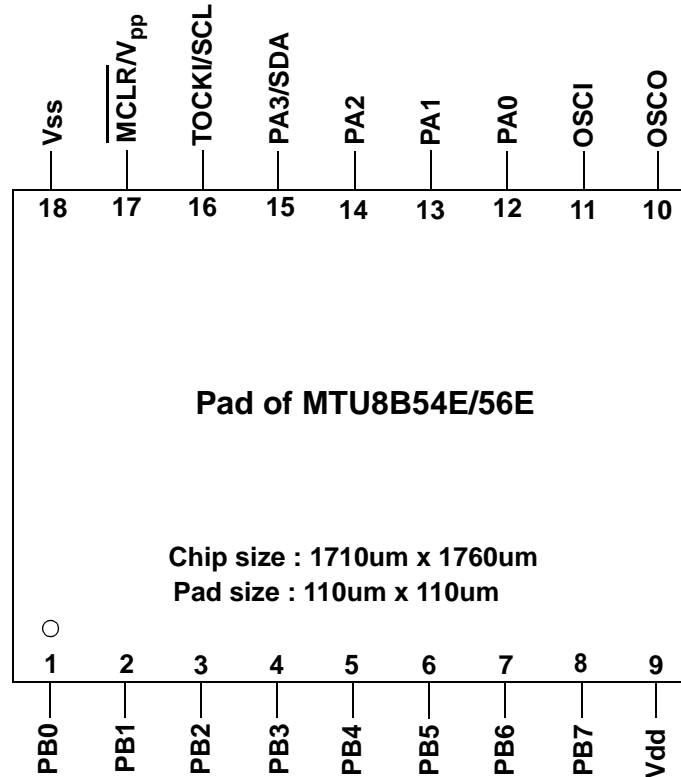 Vss
MCLR/Vpp
TOCKI/SCL
PA3/SDA
PA2
PA1
PA0
OSCI
OSCO
18 17 16 15 14 13 12 11 10
Pad of MTU8B54E/56E
Chip size : 1710um x 1760um
Pad size : 110um x 110um
1 2 3 4 5 6 7 8 9
PB0
PB1
PB2
PB3
PB4
PB5
PB6
PB7
Vdd